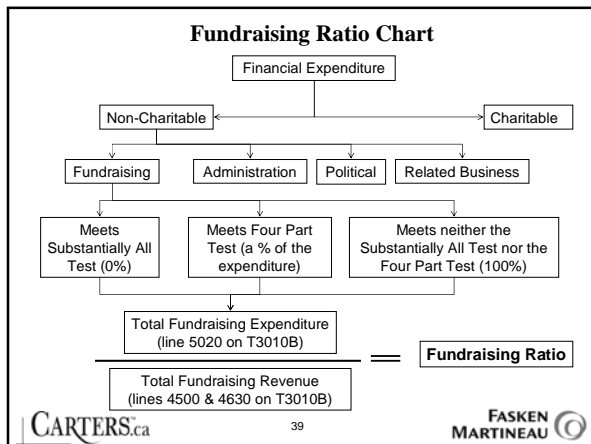 Fundraising Ratio Chart
Financial Expenditure
Non-Charitable
Charitable
Fundraising
Administration
Political
Related Business
Meets
Substantially All
Test (0%)
Meets Four Part
Test (a % of the
expenditure)
Meets neither the
Substantially All Test nor the
Four Part Test (100%)
Total Fundraising Expenditure
(line 5020 on T3010B)
Total Fundraising Revenue
(lines 4500 & 4630 on T3010B)
=
Fundraising Ratio
CARTERS.ca
39
FASKEN
MARTINEAU